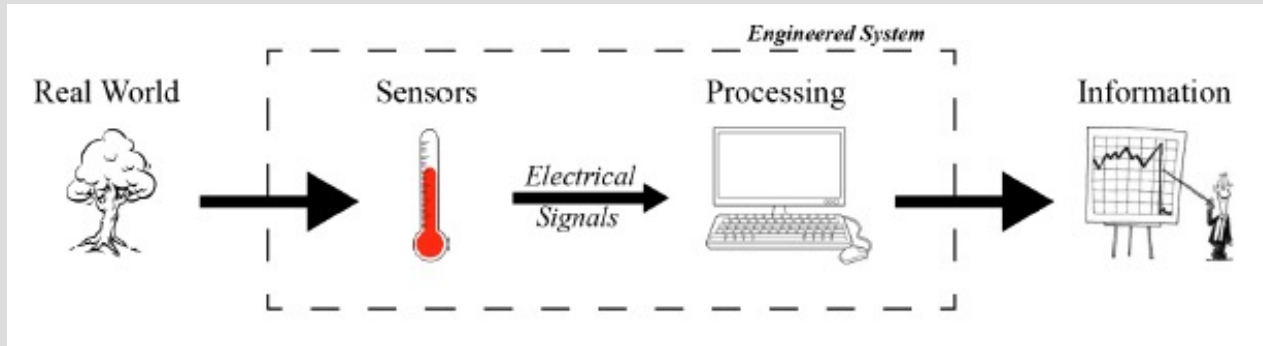 Engineered System
Real World
Sensors
Processing
Information
Electrical
Signals